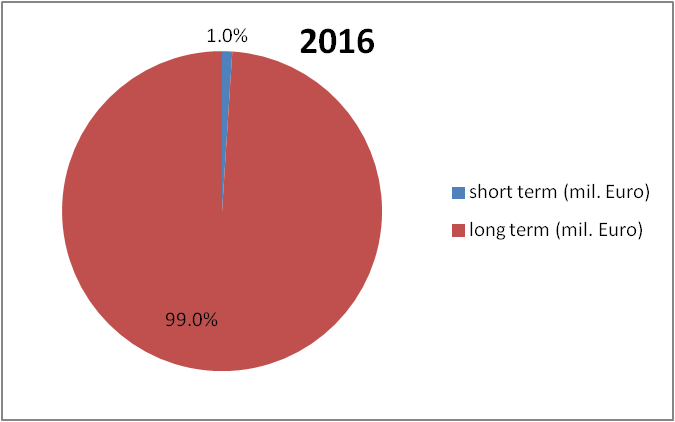 2016
1.0%
99.0%
short term (mil. Euro)
long term (mil. Euro)